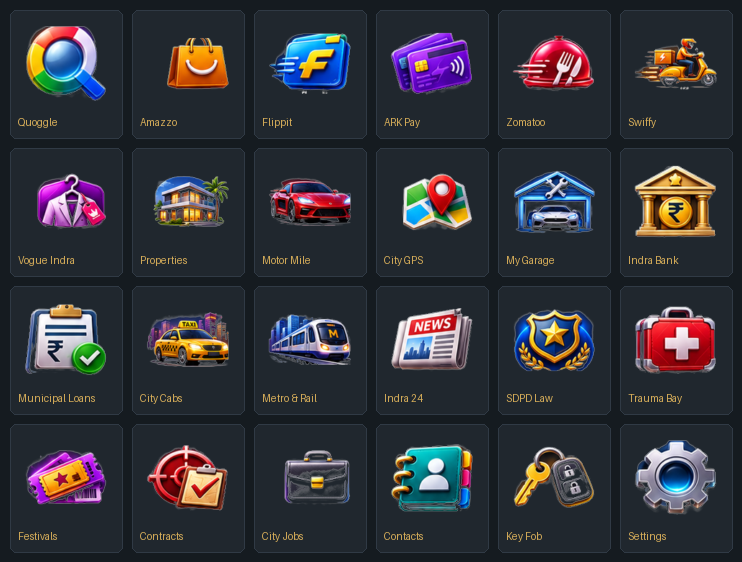 Quoggle
Amazzo
Flippit
ARK Pay
Zomatoo
Swiffy
Vogue Indra
Properties
Motor Mile
City GPS
My Garage
₹
Indra Bank
₹
Municipal Loans
TAXI
City Cabs
M
Metro & Rail
NEWS
Indra 24
SDPD Law
Trauma Bay
Festivals
Contracts
City Jobs
Contacts
Key Fob
Settings